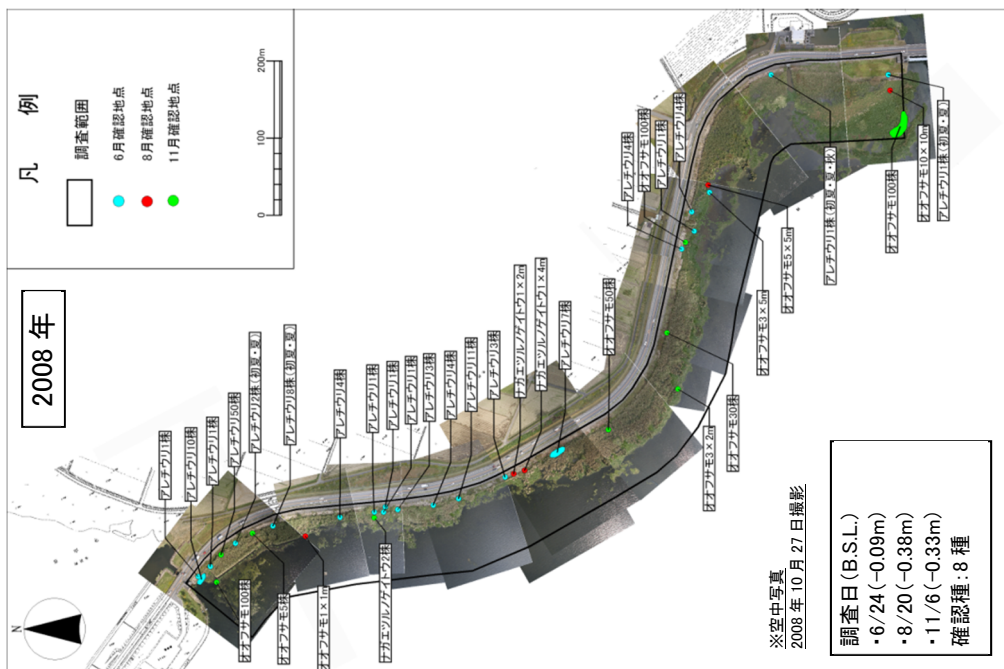 凡 例
調査範囲
6月確認地点
8月確認地点
11月確認地点
0
100
200m
2008 年
N
アレチウリ1株
アレチウリ10株
アレチウリ1株
アレチウリ50株
アレチウリ2株(初夏・夏)
アレチウリ8株(初夏・夏)
アレチウリ4株
アレチウリ1株
アレチウリ1株
アレチウリ1株
アレチウリ3株
アレチウリ4株
アレチウリ11株
アレチウリ3株
ナガエツルノゲイトウ1×2m
ナガエツルノゲイトウ1×4m
アレチウリ7株
オオフサモ50株
アレチウリ4株
オオフサモ100株
アレチウリ1株
アレチウリ4株
オオフサモ100株
オオフサモ5株
オオフサモ1×1m
ナガエツルノゲイトウ2株
オオフサモ3×2m
オオフサモ30株
オオフサモ3×5m
オオフサモ5×5m
アレチウリ1株(初夏・夏・秋)
オオフサモ100株
オオフサモ10×10m
アレチウリ1株(初夏・夏)
※空中写真
2008 年 10 月 27 日撮影
調査日(B.S.L.)
・6/24(-0.09m)
・8/20(-0.38m)
・11/6(-0.33m)
確認種:8 種